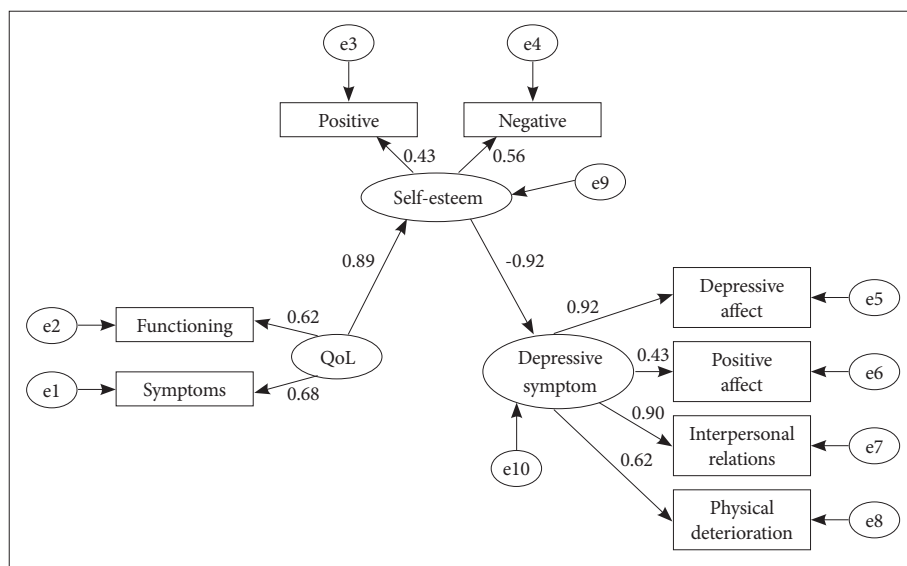 e3
e4
Positive
Negative
0.43
0.56
Self-esteem
e9
0.89
-0.92
Depressive
affect
e5
e2
Functioning
0.62
0.92
QoL
Depressive
symptom
0.43
Positive
affect
e6
e1
Symptoms
0.68
0.90
Interpersonal
relations
e7
e10
0.62
Physical
deterioration
e8